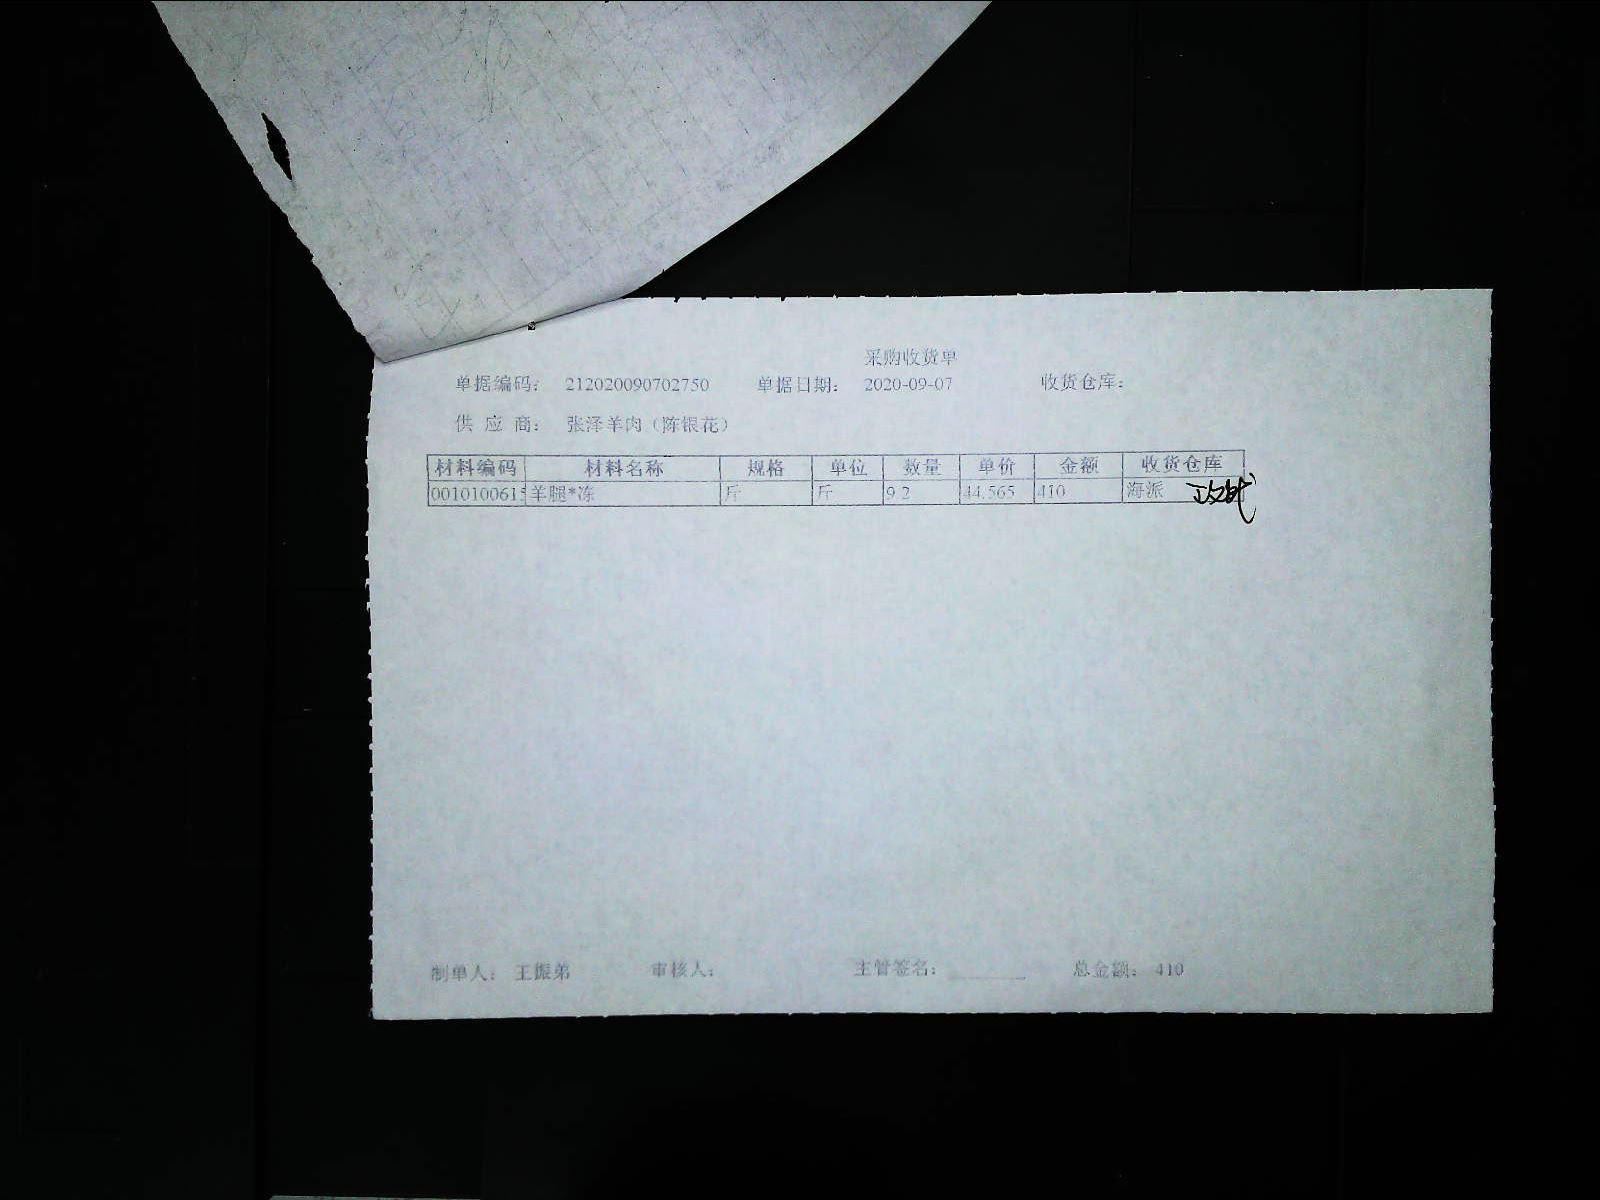 采购收货单
单据编码： 212020090702750 单据日期： 2020-09-07 收货仓库：
供 应 商： 张泽羊肉（陈银花）
材料编码 材料名称 规格 单位 数量 单价 金额 收货仓库
001010061 羊腿*冻 斤 斤 9.2 44.565 410 海派
制单人： 王振弟 审核人： 主管签名： 总金额： 410